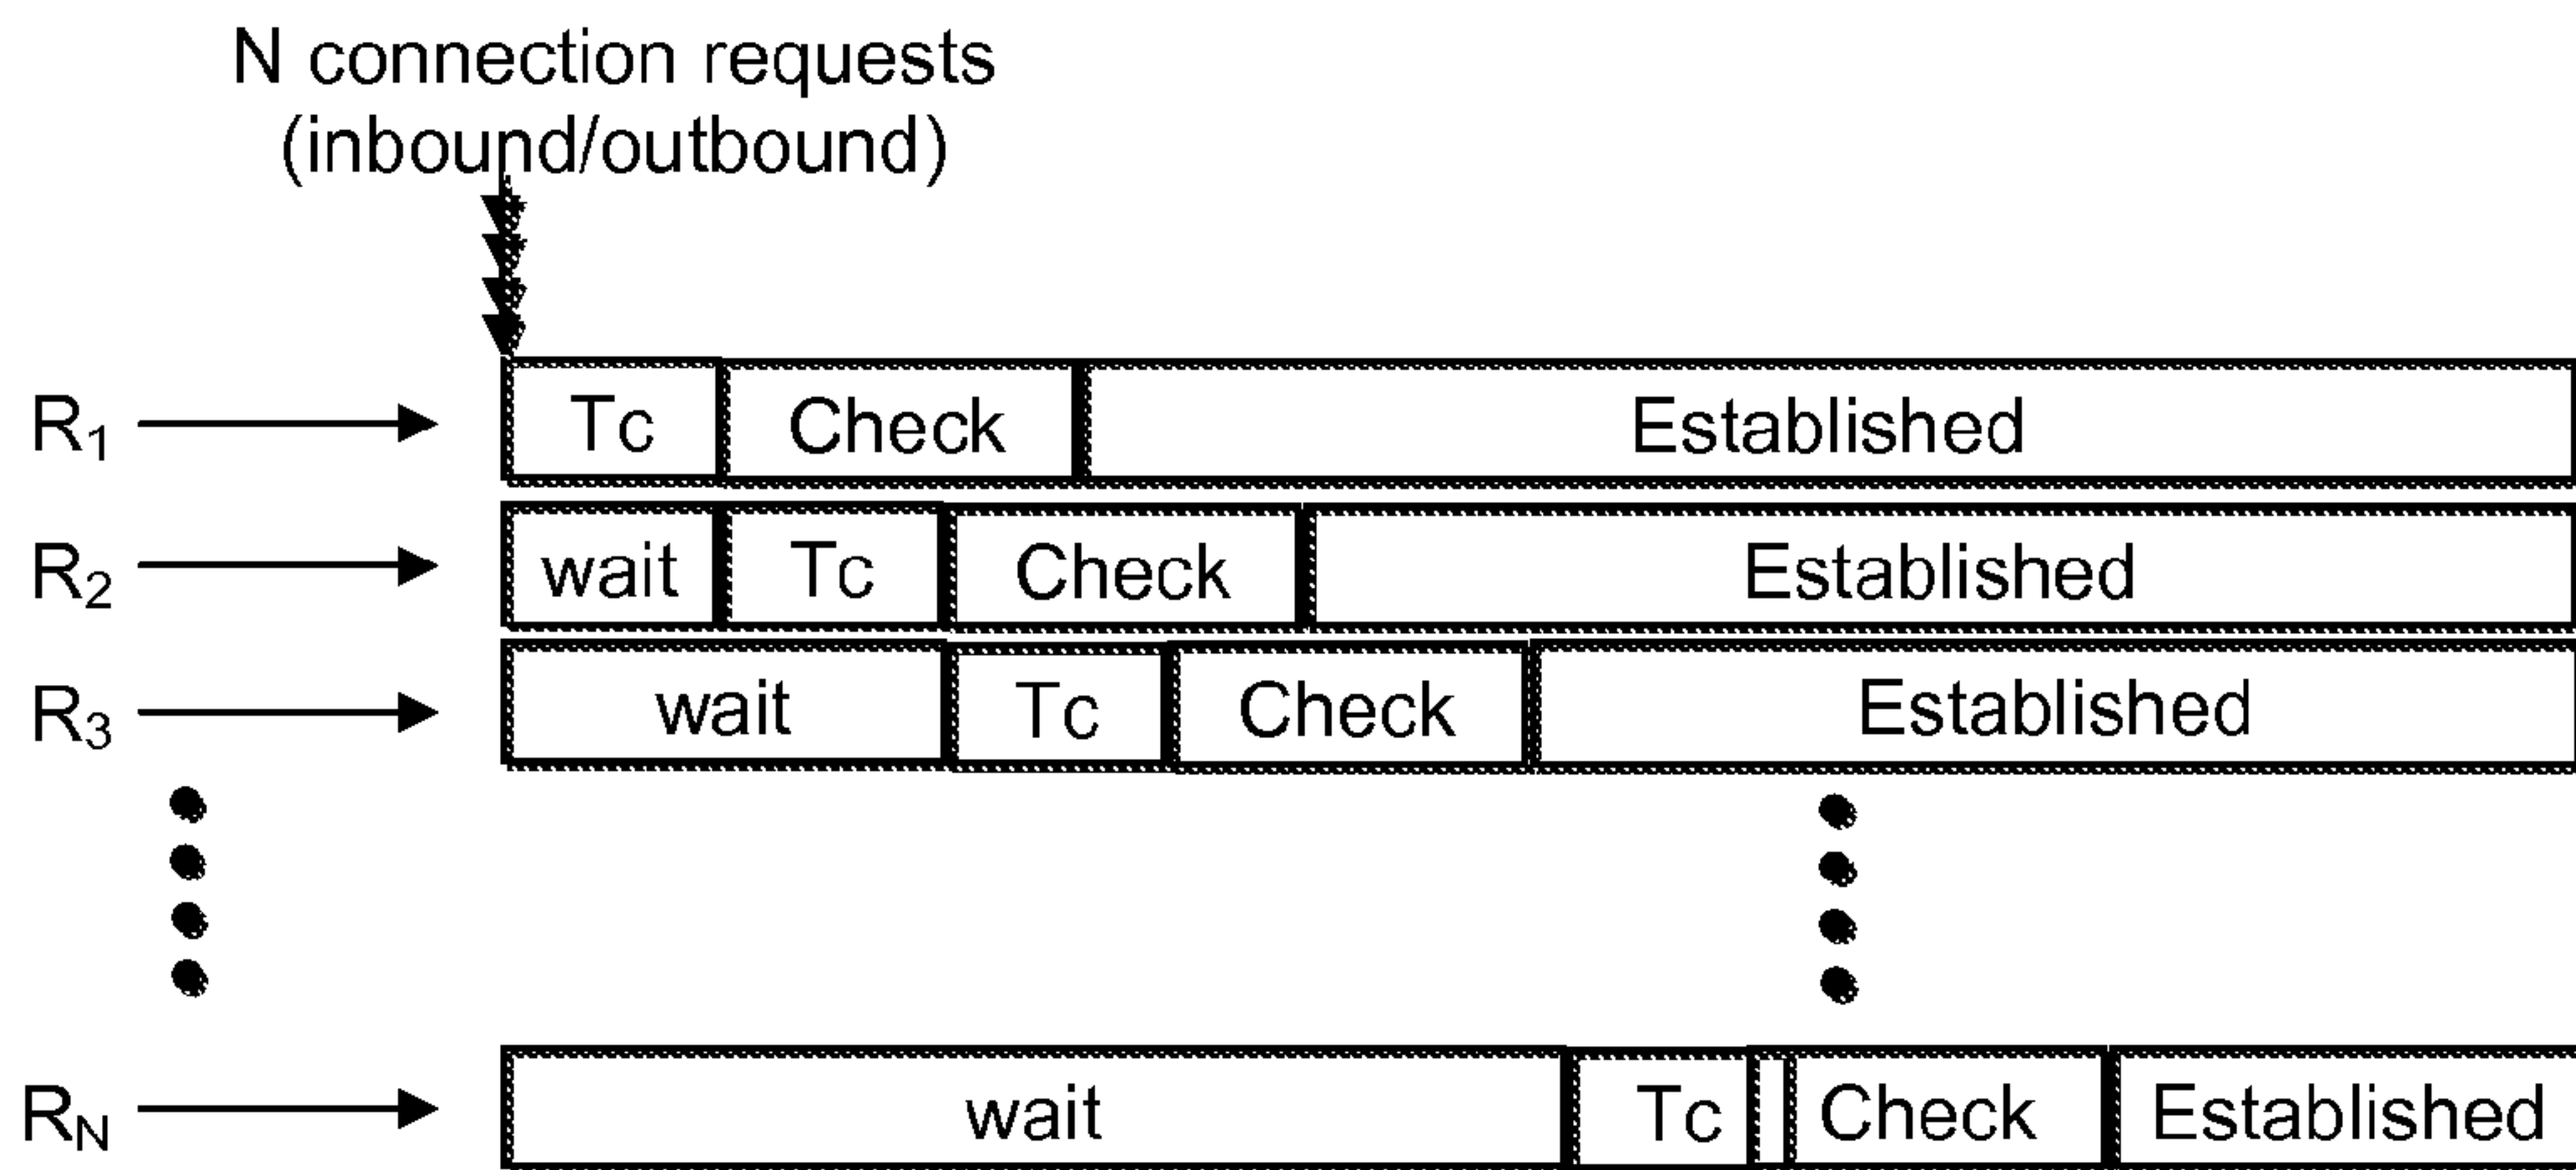 N connection requests
(inbound/outbound)
R1 Tc Check Established
R2 wait Tc Check Established
R3 wait Tc Check Established
RN wait Tc Check Established